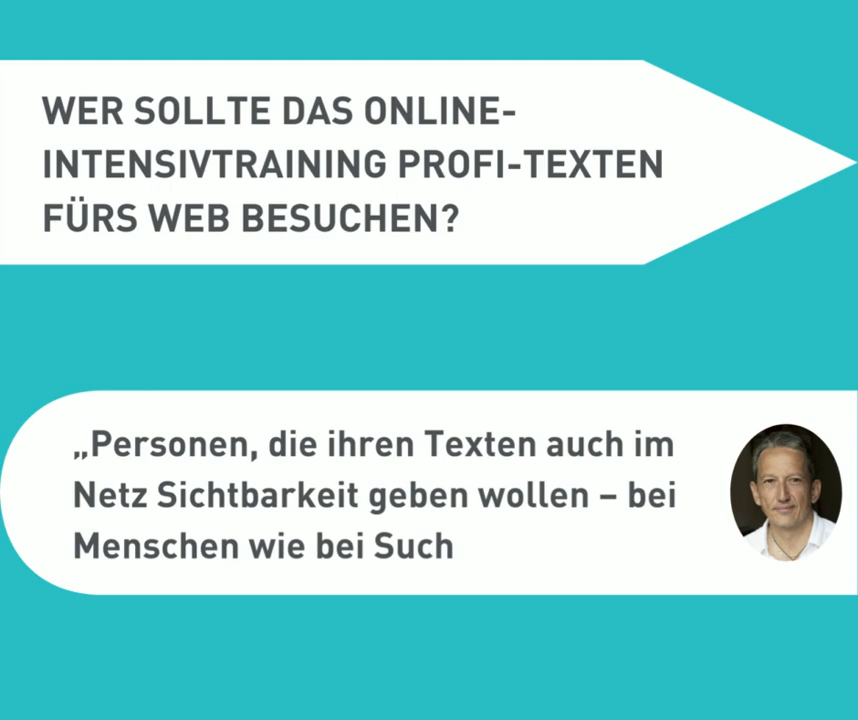 WER SOLLTE DAS ONLINE-
INTENSIVTRAINING PROFI-TEXTEN
FÜRS WEB BESUCHEN?
„Personen, die ihren Texten auch im
Netz Sichtbarkeit geben wollen – bei
Menschen wie bei Such